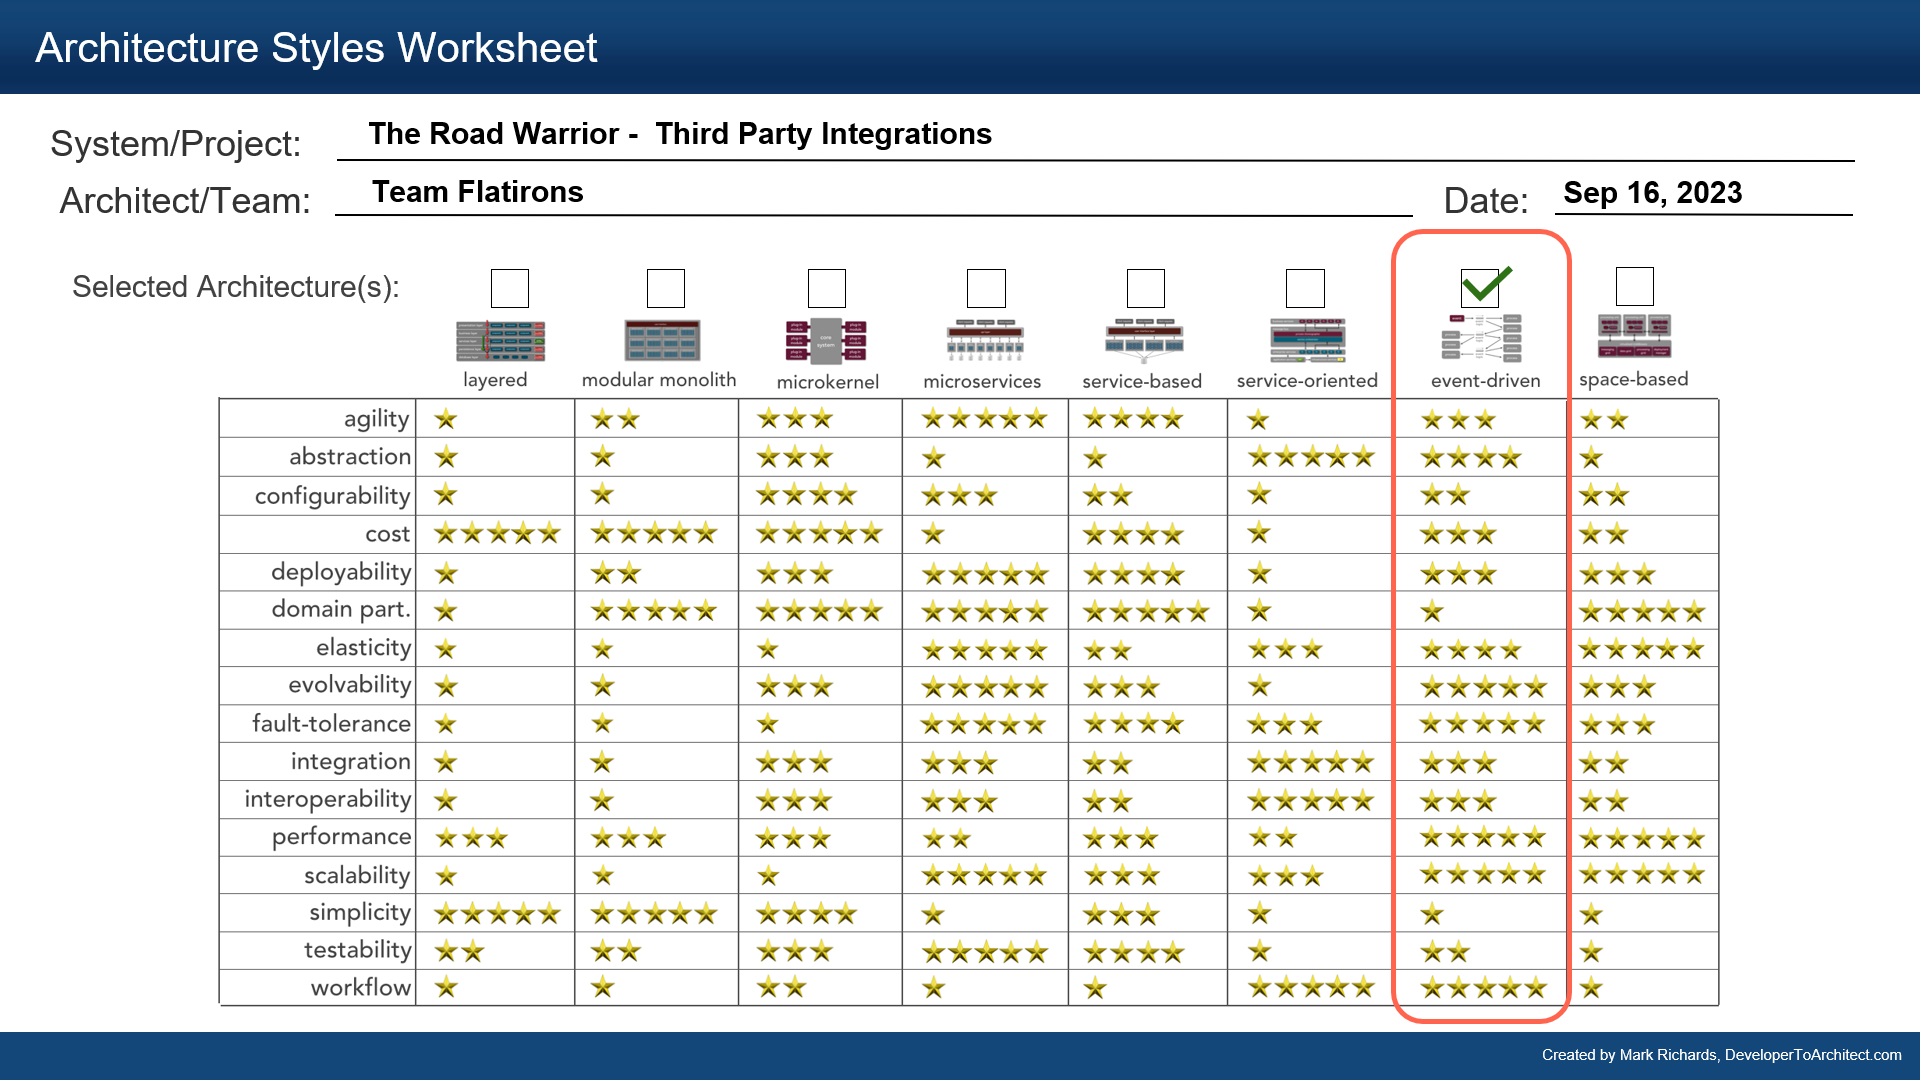 Architecture Styles Worksheet
System/Project: The Road Warrior - Third Party Integrations
Architect/Team: Team Flatirons Date: Sep 16, 2023
Selected Architecture(s):
core system
layered modular monolith microkernel microservices service-based service-oriented event-driven space-based
agility
abstraction
configurability
cost
deployability
domain part.
elasticity
evolvability
fault-tolerance
integration
interoperability
performance
scalability
simplicity
testability
workflow
Created by Mark Richards, DeveloperToArchitect.com